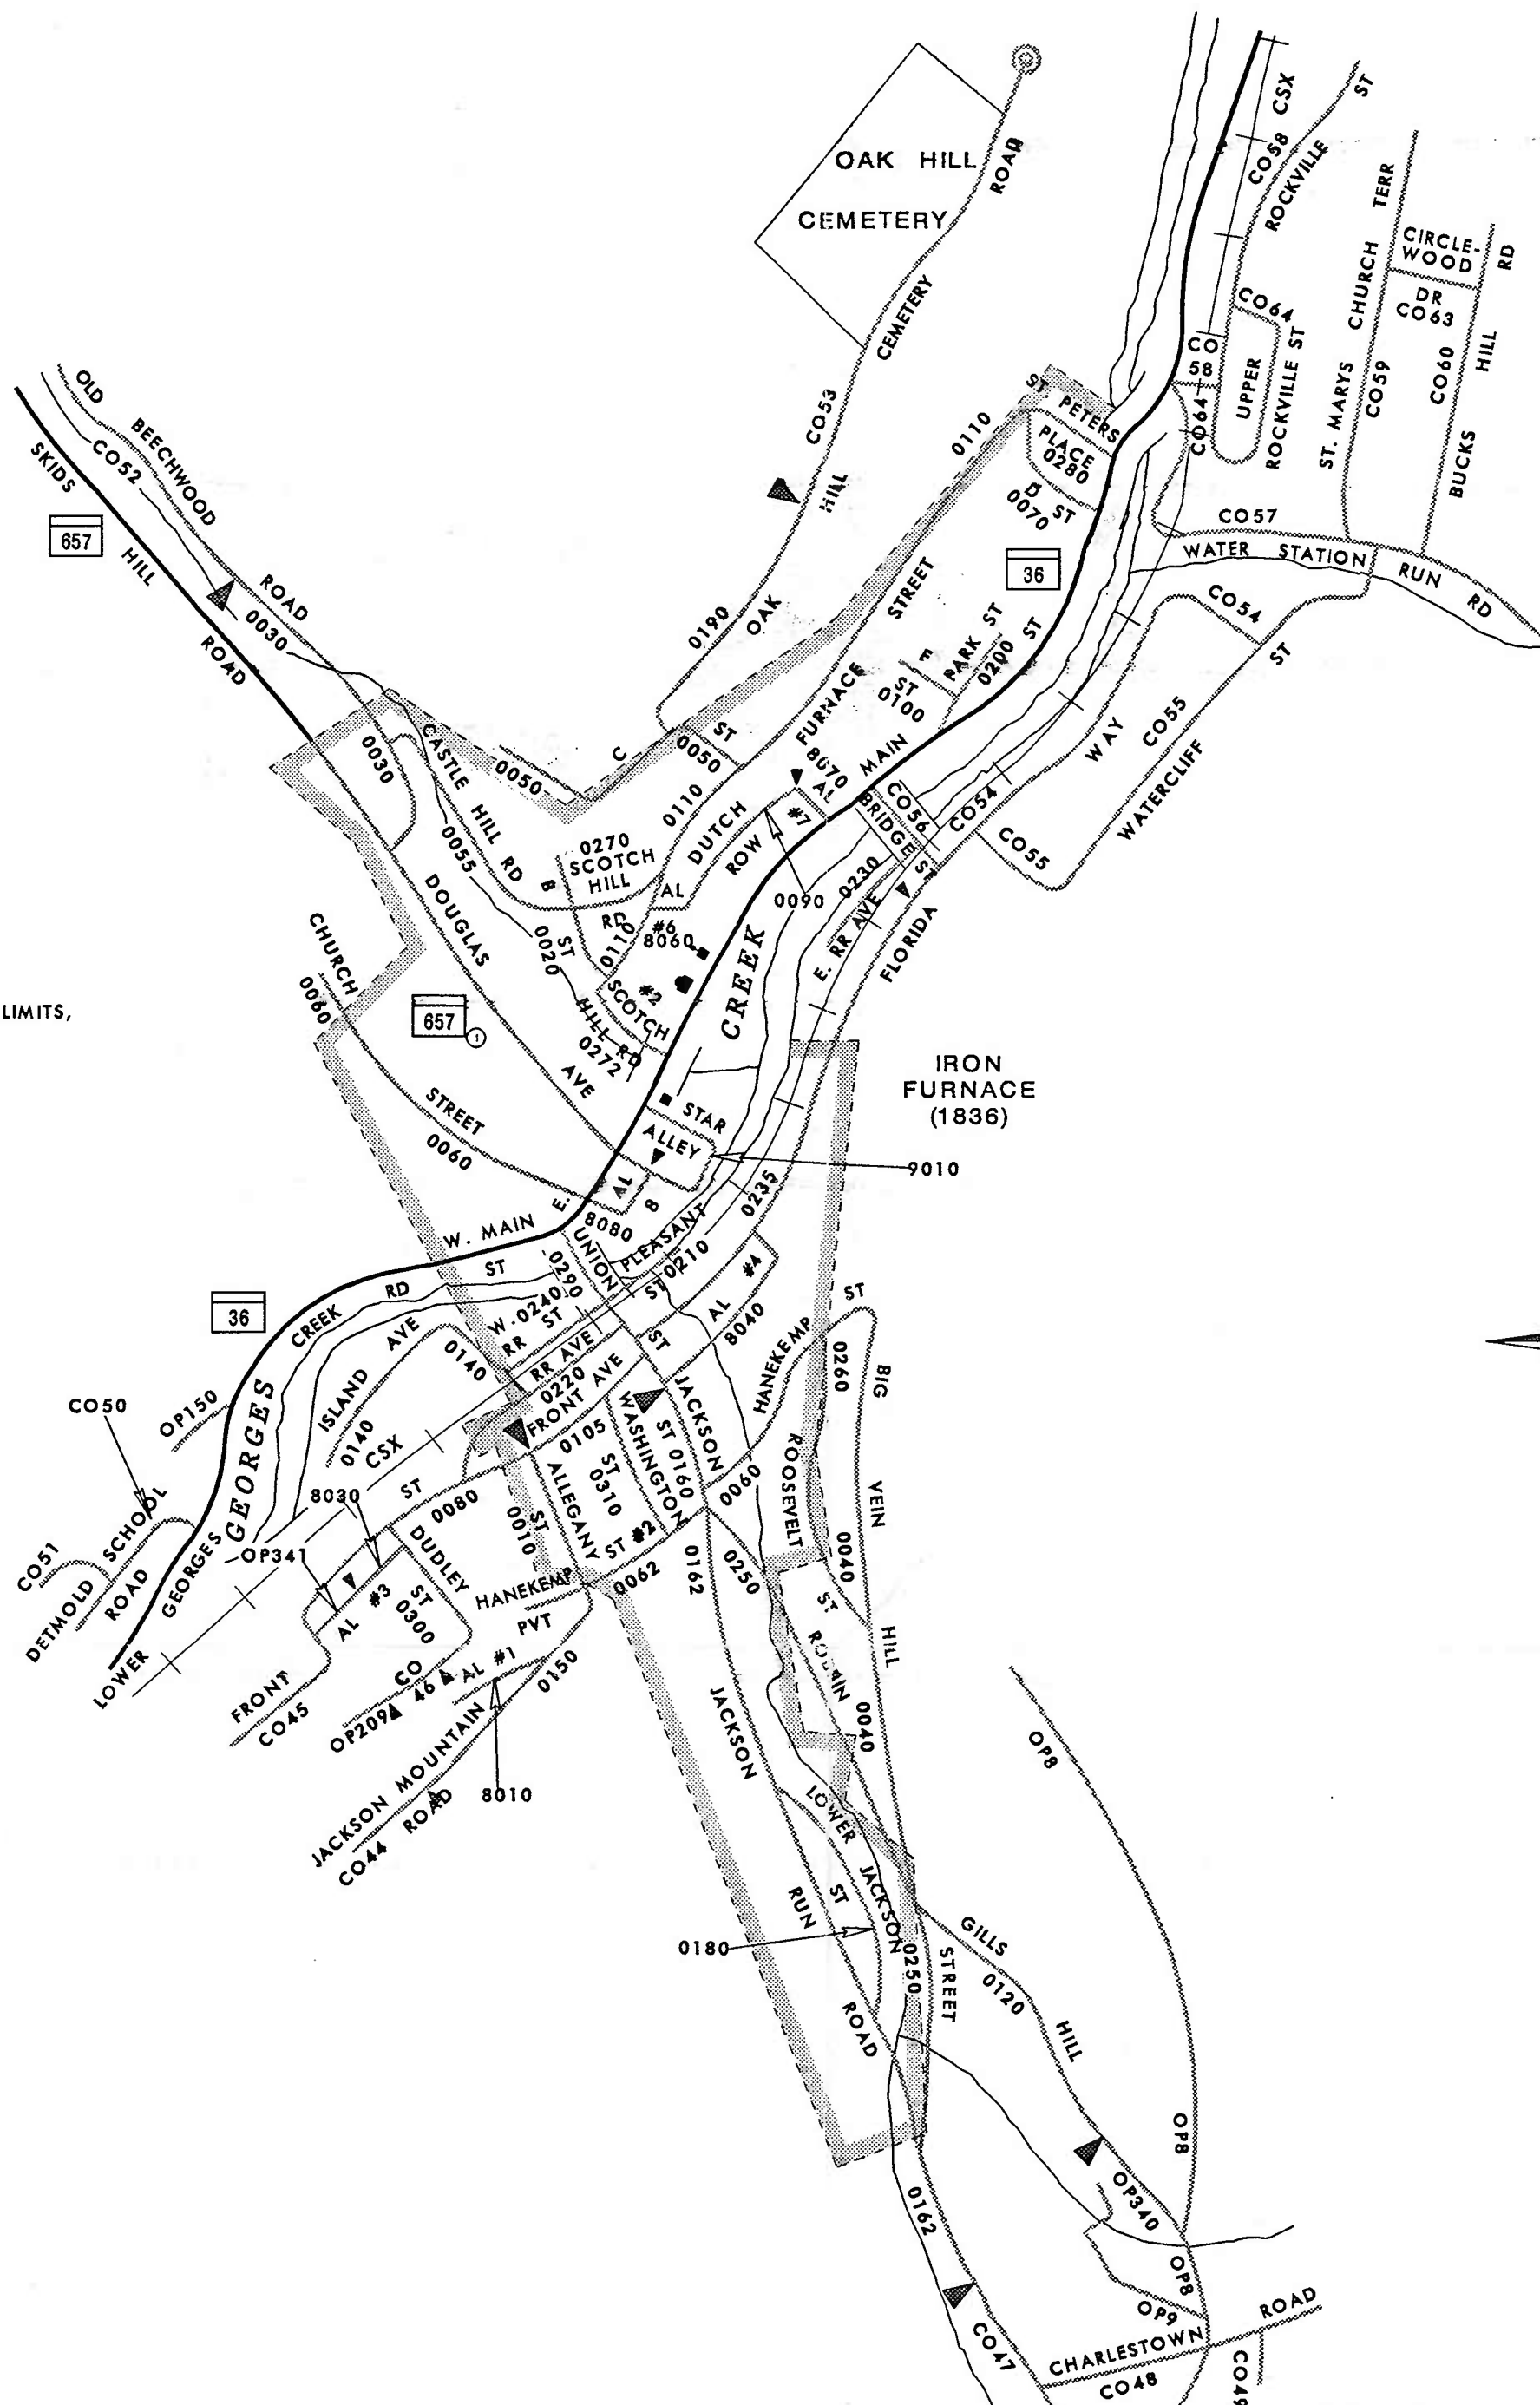 OAK HILL
CEMETERY
ROAD
CEMETERY
CO53
HILL
OAK
0190
CSX
CO58
ROCKVILLE
ST
CO64
CO
58
CO64
UPPER
ROCKVILLE ST
ST. MARYS CHURCH TERR
CO59
CIRCLE-
WOOD
DR
CO63
CO60
BUCKS HILL RD
CO57
WATER STATION RUN RD
ST. PETERS
PLACE
0280
D ST
0070
0110
36
OLD BEECHWOOD ROAD
CO52
SKIDS HILL ROAD
657
0030
0030
CASTLE HILL RD
0050
C ST
0050
0055
FURNACE STREET
0110
F
ST
0100
PARK ST
0200
MAIN ST
8070
AL
#7
DUTCH
ROW
0090
0270
SCOTCH
HILL
RD
B
ST
0020
AL
#6
8060
0110
#2
SCOTCH
HILL RD
0272
CO54
ST
CO55
WATERCLIFF
WAY
CO54
CO55
CO56
BRIDGE ST
0230
E. RR AVE
FLORIDA
CREEK
DOUGLAS
AVE
CHURCH
0060
STREET
0060
657
1
LIMITS,
IRON
FURNACE
(1836)
STAR
ALLEY
9010
AL
8
8080
0235
E.
W. MAIN
ST
UNION
0290
PLEASANT
0210
ST
ST
#4
AL
8040
W.
0240
RR ST
RR AVE
0220
FRONT AVE
0105
CREEK RD
36
ISLAND AVE
0140
0140
CSX
GEORGES
OP150
CO50
SCHOOL
CO51
DETMOLD
ROAD
LOWER
GEORGES
8030
OP341
ST
0080
AL #3
DUDLEY
ST
0300
FRONT
CO45
CO
46
OP209
AL #1
8010
JACKSON MOUNTAIN
ROAD
CO44
0150
PVT
HANEKEMP
ST #2
0062
ALLEGANY
ST
0010
WASHINGTON
ST
0310
ST 0160
JACKSON
0060
HANEKEMP
ST
0260
BIG
VEIN
HILL
ROOSEVELT
ST
0040
0040
0162
0250
ROBAIN
JACKSON
RUN
ROAD
LOWER
JACKSON
ST
0180
0250
STREET
GILLS
0120
HILL
OP8
OP8
OP340
OP8
OP9
0162
CO47
CHARLESTOWN ROAD
CO48
CO49